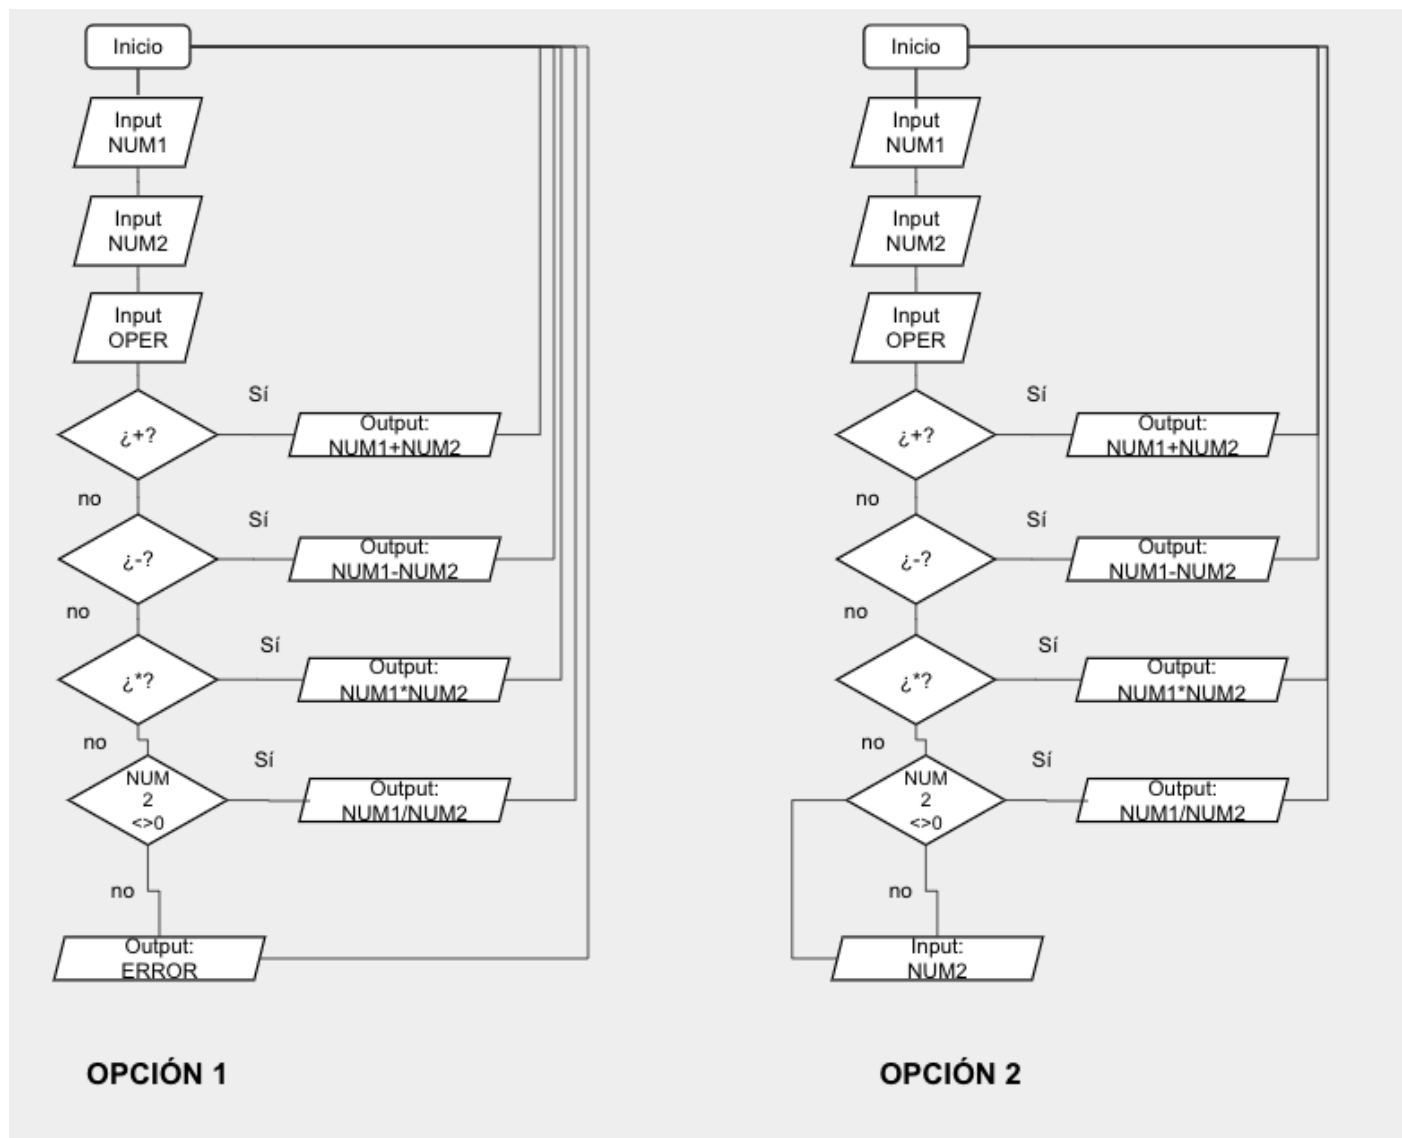 Inicio
Input
NUM1
Input
NUM2
Input
OPER
Sí
¿+?
Output:
NUM1+NUM2
no
Sí
¿-?
Output:
NUM1-NUM2
no
Sí
¿*?
Output:
NUM1*NUM2
no
Sí
NUM
2
<>0
Output:
NUM1/NUM2
no
Output:
ERROR
OPCIÓN 1
Inicio
Input
NUM1
Input
NUM2
Input
OPER
Sí
¿+?
Output:
NUM1+NUM2
no
Sí
¿-?
Output:
NUM1-NUM2
no
Sí
¿*?
Output:
NUM1*NUM2
no
Sí
NUM
2
<>0
Output:
NUM1/NUM2
no
Input:
NUM2
OPCIÓN 2